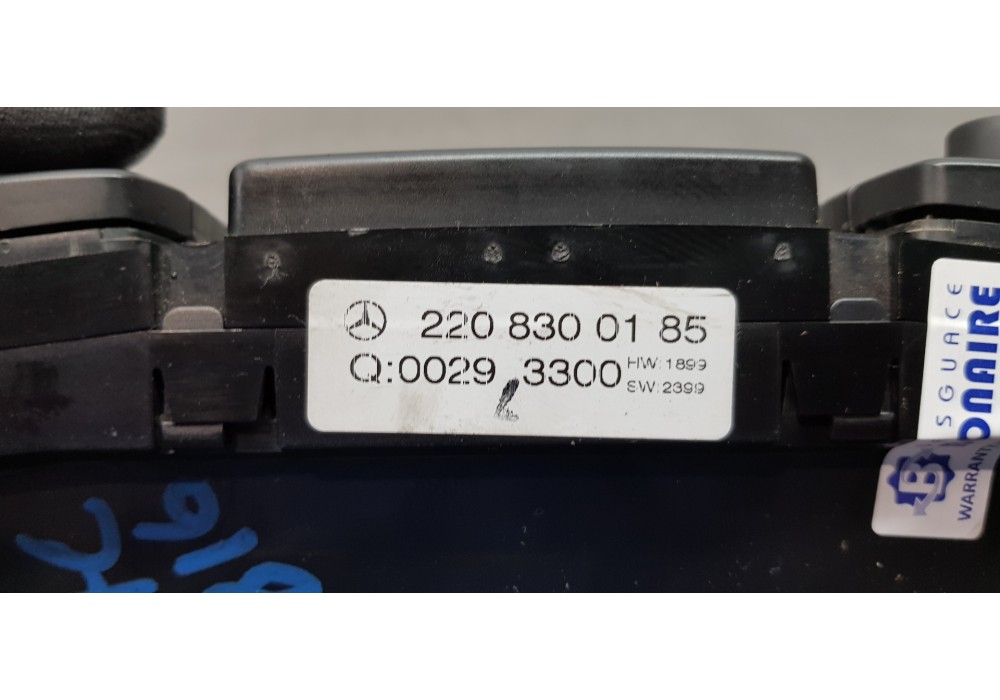 220 830 01 85
Q:0029 3300 HW:1899
SW:2399
SGUACE
ONAIRE
B
WARRANT